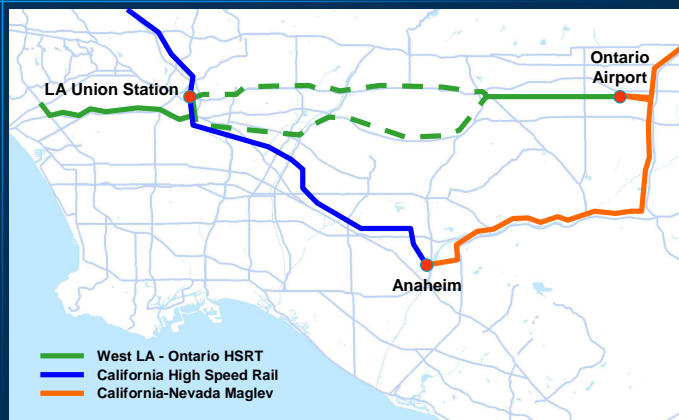 Ontario
Airport
LA Union Station
Anaheim
West LA - Ontario HSRT
California High Speed Rail
California-Nevada Maglev